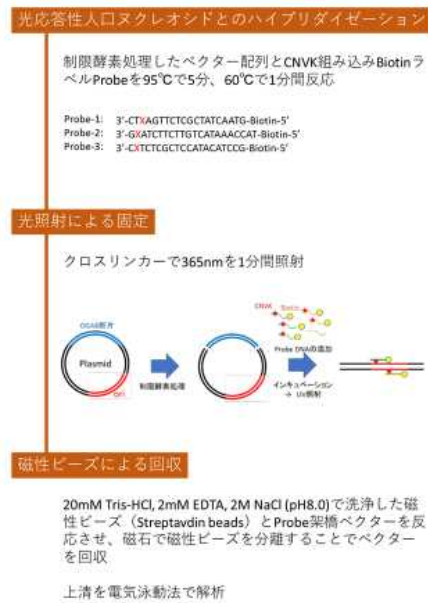 光応答性人口ヌクレオシドとのハイブリダイゼーション
制限酵素処理したベクター配列とCNVK組み込みBiotinラ
ベルProbeを95℃で5分、60℃で1分間反応
Probe-1: 3’-CTXAGTTCTCGCTATCAATG-Biotin-5’
Probe-2: 3’-GXATCTTCTTGTCATAAACCAT-Biotin-5’
Probe-3: 3’-CXTCTCGCTCCATACATCCG-Biotin-5’
光照射による固定
クロスリンカーで365nmを1分間照射
CNVK Biotin
OGAB断片
Plasmid
ori
制限酵素処理
Probe DNAの添加
インキュベーション
→ UV照射
磁性ビーズによる回収
20mM Tris-HCl, 2mM EDTA, 2M NaCl (pH8.0)で洗浄した磁
性ビーズ（Streptavdin beads）とProbe架橋ベクターを反
応させ、磁石で磁性ビーズを分離することでベクター
を回収
上清を電気泳動法で解析